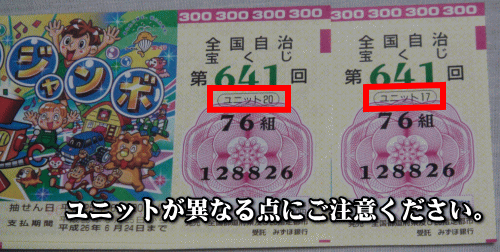 300 300 300 300 300 300 300
ジャンボ
全国自治
宝くじ
第641回
ユニット20
76組
128826
全国自治
宝くじ
第641回
ユニット17
76組
128826
ユニットが異なる点にご注意ください。
抽せん日
支払期間 平成26年6月24日まで
受託 みずほ銀行
受託 みずほ銀行